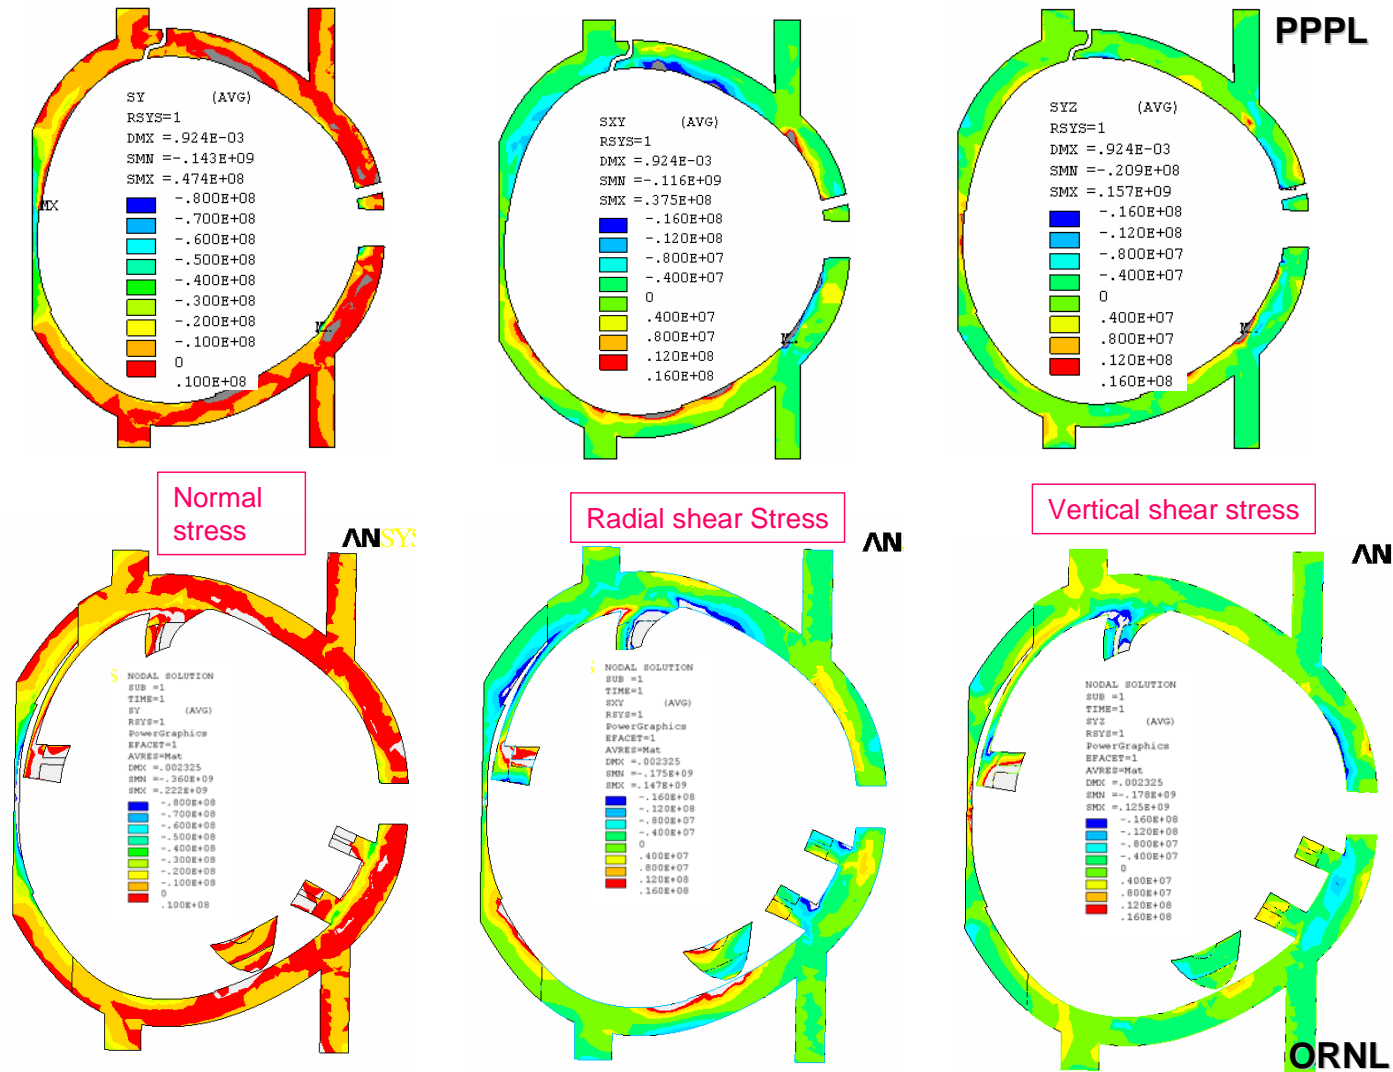 PPPL
SY (AVG)
RSYS=1
DMX =.924E-03
SMN =-.143E+09
SMX =.474E+08
-.800E+08
-.700E+08
-.600E+08
-.500E+08
-.400E+08
-.300E+08
-.200E+08
-.100E+08
0
.100E+08
MX
SXY (AVG)
RSYS=1
DMX =.924E-03
SMN =-.116E+09
SMX =.375E+08
-.160E+08
-.120E+08
-.800E+07
-.400E+07
0
.400E+07
.800E+07
.120E+08
.160E+08
SYZ (AVG)
RSYS=1
DMX =.924E-03
SMN =-.209E+08
SMX =.157E+09
-.160E+08
-.120E+08
-.800E+07
-.400E+07
0
.400E+07
.800E+07
.120E+08
.160E+08
Normal
stress
Radial shear Stress
Vertical shear stress
ANSYS
AN
AN
NODAL SOLUTION
SUB =1
TIME=1
SY (AVG)
RSYS=1
PowerGraphics
EFACET=1
AVRES=Mat
DMX =.002325
SMN =-.360E+09
SMX =.222E+09
-.800E+08
-.700E+08
-.600E+08
-.500E+08
-.400E+08
-.300E+08
-.200E+08
-.100E+08
0
.100E+08
NODAL SOLUTION
SUB =1
TIME=1
SXY (AVG)
RSYS=1
PowerGraphics
EFACET=1
AVRES=Mat
DMX =.002325
SMN =-.175E+09
SMX =.147E+09
-.160E+08
-.120E+08
-.800E+07
-.400E+07
0
.400E+07
.800E+07
.120E+08
.160E+08
NODAL SOLUTION
SUB =1
TIME=1
SYZ (AVG)
RSYS=1
PowerGraphics
EFACET=1
AVRES=Mat
DMX =.002325
SMN =-.178E+09
SMX =.125E+09
-.160E+08
-.120E+08
-.800E+07
-.400E+07
0
.400E+07
.800E+07
.120E+08
.160E+08
ORNL